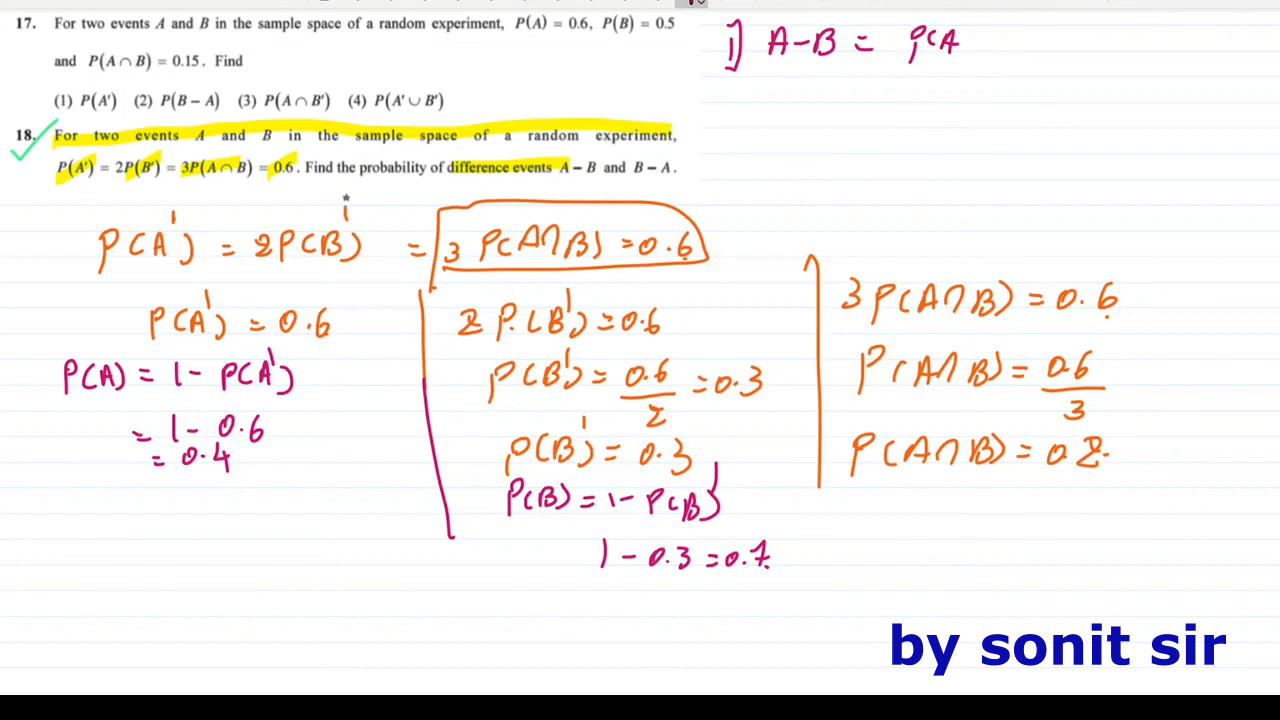 17. For two events A and B in the sample space of a random experiment, P(A) = 0.6, P(B) = 0.5
and P(A ∩ B) = 0.15. Find
(1) P(A') (2) P(B – A) (3) P(A ∩ B') (4) P(A' ∪ B')
18. For two events A and B in the sample space of a random experiment,
P(A') = 2P(B') = 3P(A ∩ B) = 0.6. Find the probability of difference events A – B and B – A.
1] A-B = P(A
P(A') = 2P(B') = 3 P(A∩B) = 0.6
P(A') = 0.6
P(A) = 1 - P(A')
= 1 - 0.6
= 0.4
2 P(B') = 0.6
P(B') = 0.6/2 = 0.3
P(B') = 0.3
P(B) = 1 - P(B)'
1 - 0.3 = 0.7.
3 P(A∩B) = 0.6
P(A∩B) = 0.6/3
P(A∩B) = 0.2.
by sonit sir